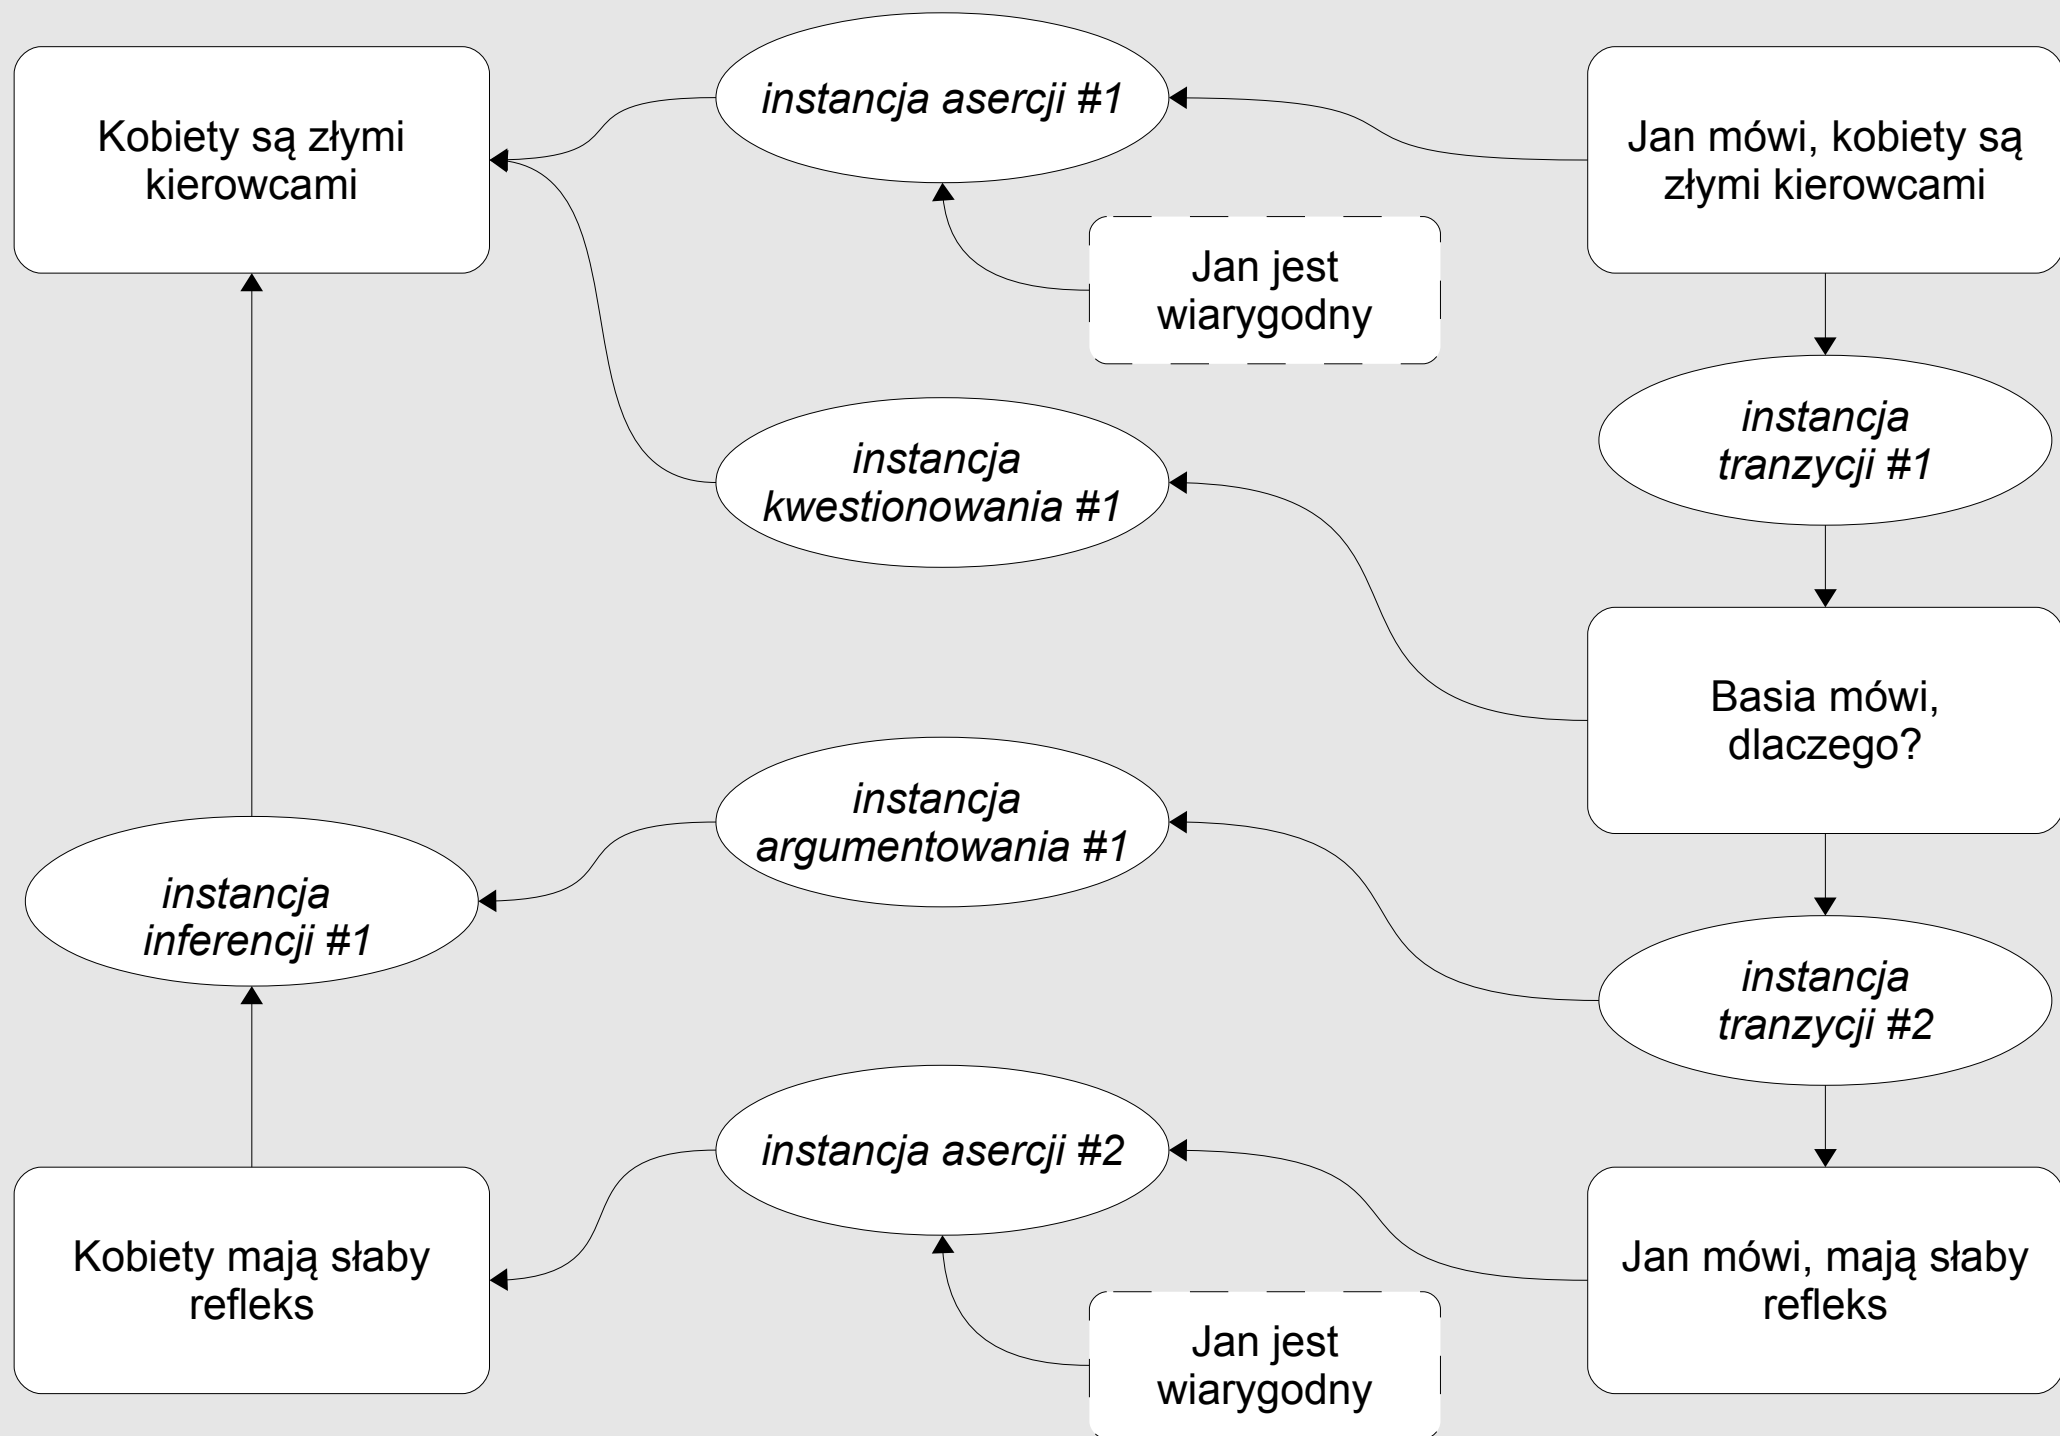 Kobiety są złymi
kierowcami
instancja asercji #1
Jan mówi, kobiety są
złymi kierowcami
Jan jest
wiarygodny
instancja
tranzycji #1
instancja
kwestionowania #1
Basia mówi,
dlaczego?
instancja
argumentowania #1
instancja
inferencji #1
instancja
tranzycji #2
instancja asercji #2
Kobiety mają słaby
refleks
Jan mówi, mają słaby
refleks
Jan jest
wiarygodny